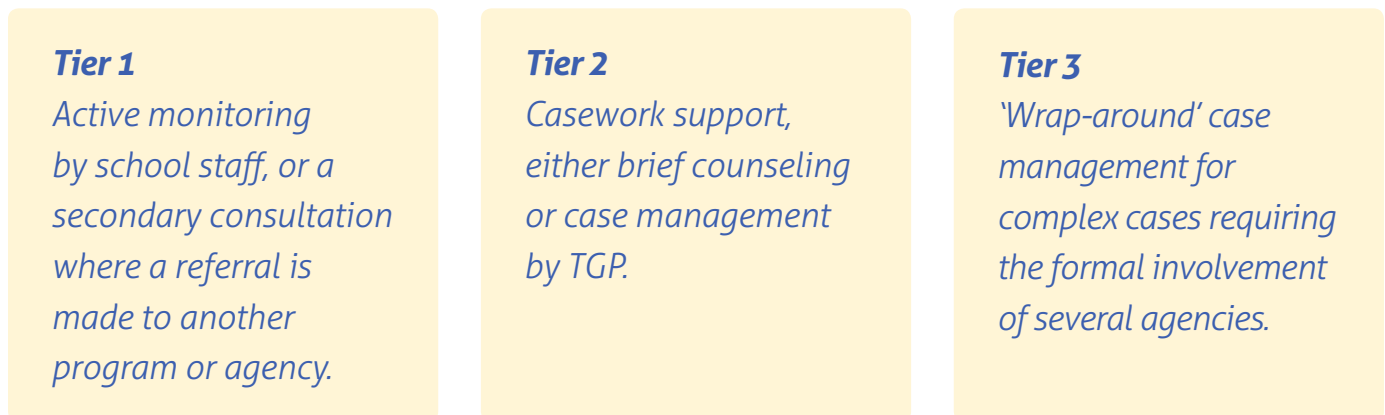 Tier 1
Active monitoring
by school staff, or a
secondary consultation
where a referral is
made to another
program or agency.
Tier 2
Casework support,
either brief counseling
or case management
by TGP.
Tier 3
‘Wrap-around’ case
management for
complex cases requiring
the formal involvement
of several agencies.